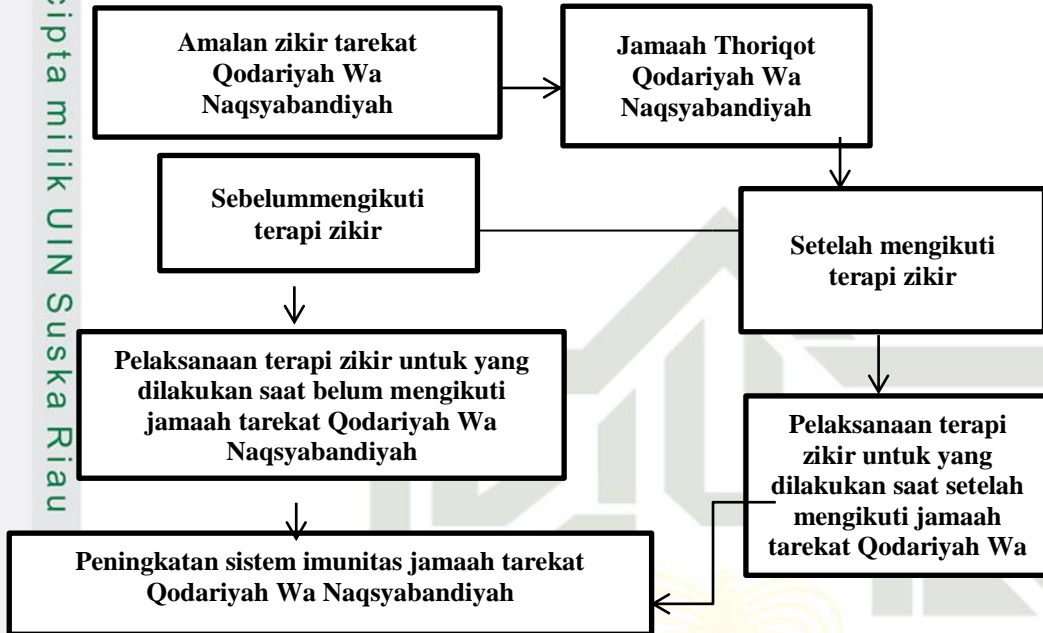 cipta milik UIN Suska Riau
Amalan zikir tarekat
Qodariyah Wa
Naqsyabandiyah
Jamaah Thoriqot
Qodariyah Wa
Naqsyabandiyah
Sebelummengikuti
terapi zikir
Setelah mengikuti
terapi zikir
Pelaksanaan terapi zikir untuk yang
dilakukan saat belum mengikuti
jamaah tarekat Qodariyah Wa
Naqsyabandiyah
Pelaksanaan terapi
zikir untuk yang
dilakukan saat setelah
mengikuti jamaah
tarekat Qodariyah Wa
Peningkatan sistem imunitas jamaah tarekat
Qodariyah Wa Naqsyabandiyah